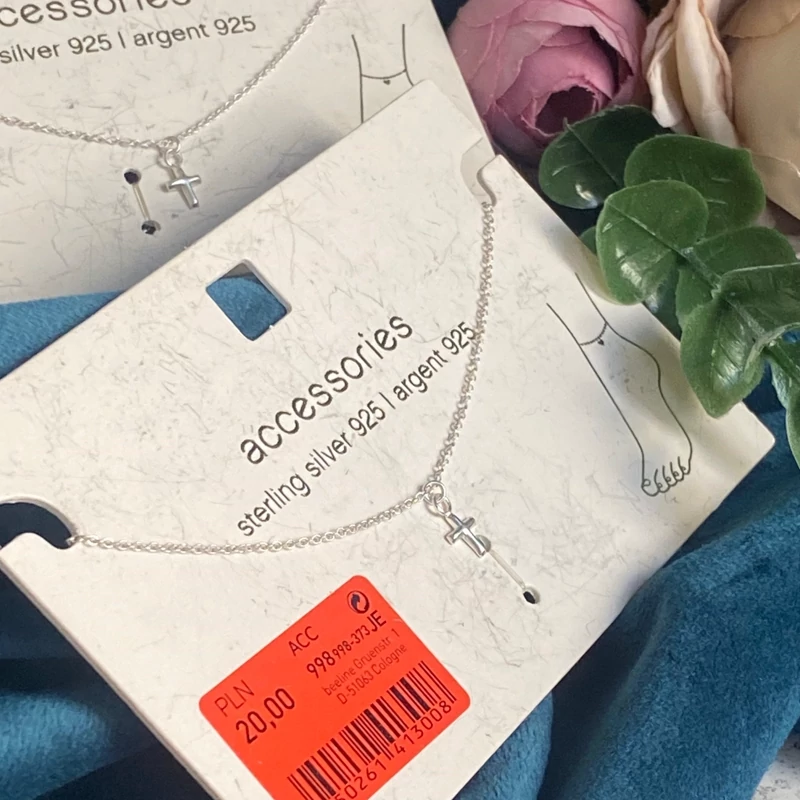 accessories
silver 925 | argent 925
accessories
sterling silver 925 | argent 925
ACC
998 998-373 JE
PLN
20,00
beeline Gruenstr. 1
D-51063 Cologne